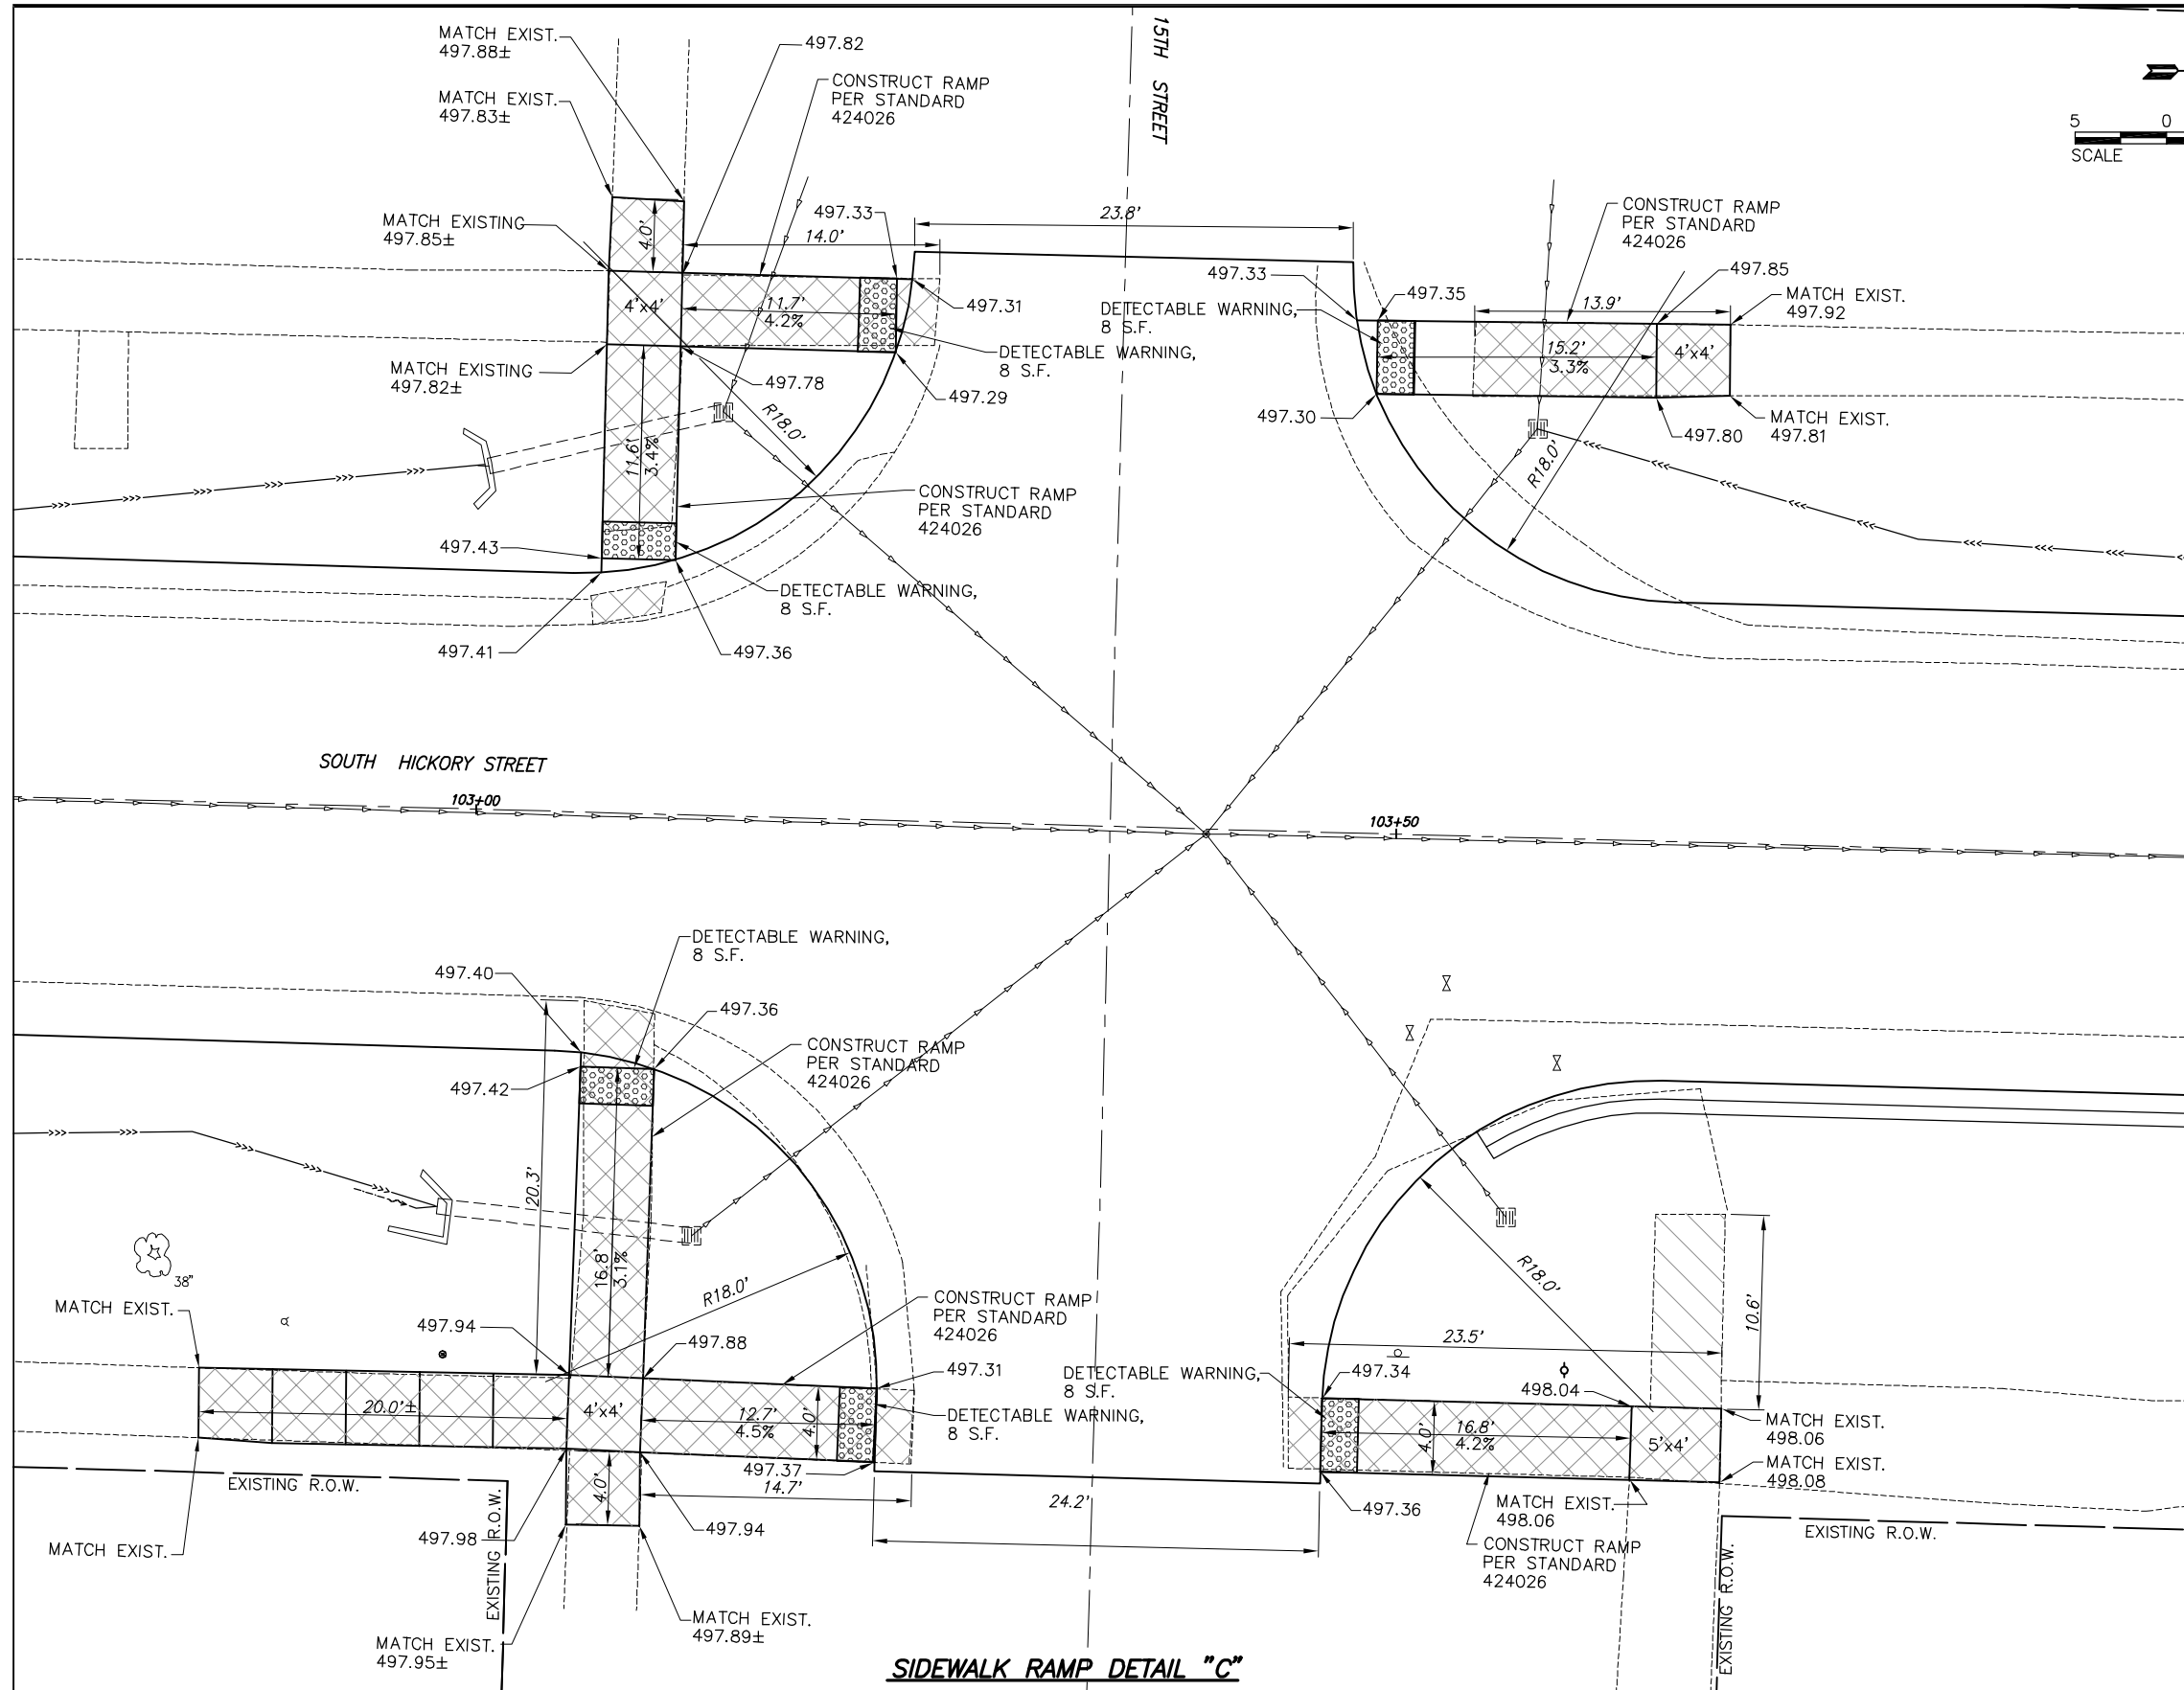 MATCH EXIST.
497.88±
497.82
CONSTRUCT RAMP
PER STANDARD
424026
MATCH EXIST.
497.83±
15TH STREET
5 0
SCALE
MATCH EXISTING
497.85±
4.0'
497.33
14.0'
23.8'
CONSTRUCT RAMP
PER STANDARD
424026
497.33
497.35
497.85
MATCH EXIST.
497.92
4'x4'
11.7'
4.2%
497.31
DETECTABLE WARNING,
8 S.F.
13.9'
15.2'
3.3%
4'x4'
DETECTABLE WARNING,
8 S.F.
MATCH EXISTING
497.82±
497.78
497.29
R18.0'
497.30
497.80
MATCH EXIST.
497.81
R18.0'
11.6'
3.4%
CONSTRUCT RAMP
PER STANDARD
424026
497.43
DETECTABLE WARNING,
8 S.F.
497.41
497.36
SOUTH HICKORY STREET
103+00
103+50
DETECTABLE WARNING,
8 S.F.
497.40
497.36
CONSTRUCT RAMP
PER STANDARD
424026
497.42
20.3'
16.8'
3.1%
R18.0'
38"
MATCH EXIST.
497.94
497.88
CONSTRUCT RAMP
PER STANDARD
424026
497.31
DETECTABLE WARNING,
8 S.F.
20.0'±
4'x4'
12.7'
4.5%
4.0'
R18.0'
10.6'
23.5'
DETECTABLE WARNING,
8 S.F.
497.34
498.04
16.8'
4.2%
4.0'
5'x4'
MATCH EXIST.
498.06
MATCH EXIST.
498.08
497.37
14.7'
24.2'
497.36
MATCH EXIST.
498.06
CONSTRUCT RAMP
PER STANDARD
424026
EXISTING R.O.W.
EXISTING R.O.W.
EXISTING R.O.W.
EXISTING R.O.W.
4.0'
497.98
497.94
MATCH EXIST.
MATCH EXIST.
497.95±
MATCH EXIST.
497.89±
SIDEWALK RAMP DETAIL "C"